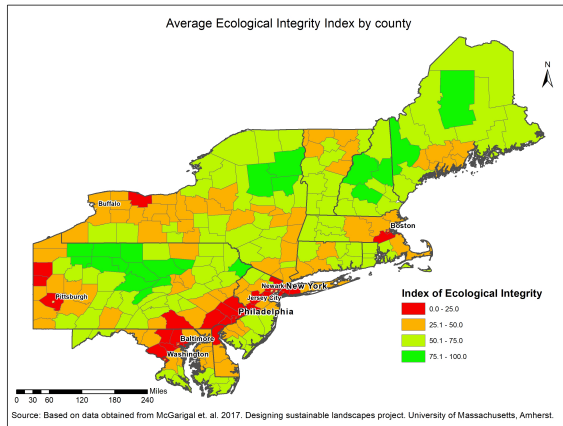 Average Ecological Integrity Index by county
N
Buffalo
Boston
Newark New York
Jersey City
Pittsburgh
Philadelphia
Baltimore
Washington
Index of Ecological Integrity
0.0 - 25.0
25.1 - 50.0
50.1 - 75.0
75.1 - 100.0
Miles
0 30 60 120 180 240
Source: Based on data obtained from McGarigal et. al. 2017. Designing sustainable landscapes project. University of Massachusetts, Amherst.